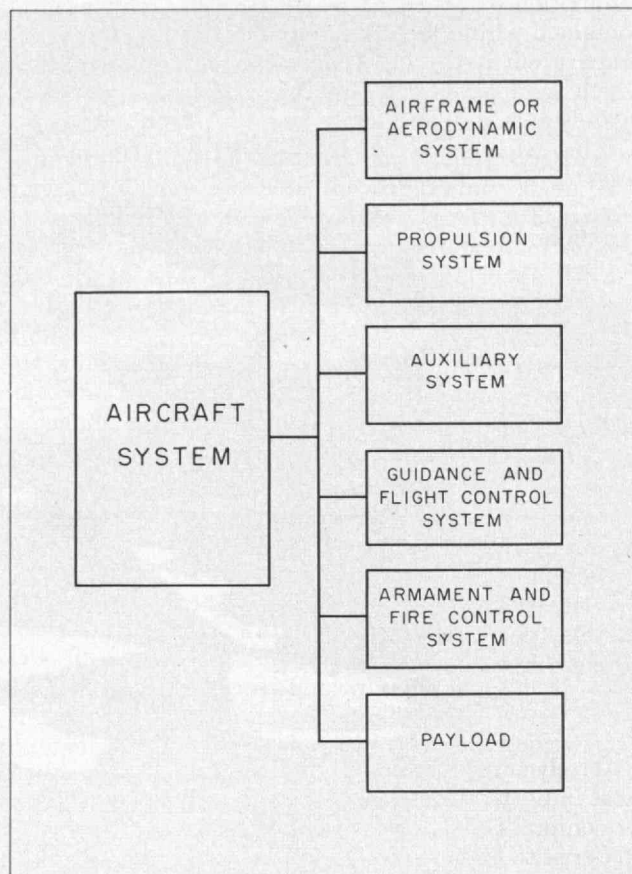 AIRFRAME OR
AERODYNAMIC
SYSTEM
PROPULSION
SYSTEM
AUXILIARY
SYSTEM
AIRCRAFT
SYSTEM
GUIDANCE AND
FLIGHT CONTROL
SYSTEM
ARMAMENT AND
FIRE CONTROL
SYSTEM
PAYLOAD